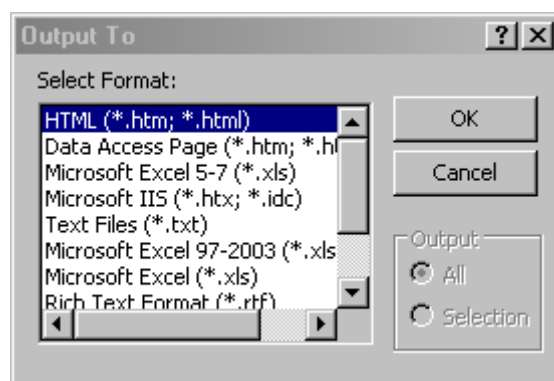 Output To
Select Format:
HTML (*.htm; *.html)
Data Access Page (*.htm; *.ht
Microsoft Excel 5-7 (*.xls)
Microsoft IIS (*.htx; *.idc)
Text Files (*.txt)
Microsoft Excel 97-2003 (*.xls
Microsoft Excel (*.xls)
Rich Text Format (*.rtf)
OK
Cancel
Output
All
Selection